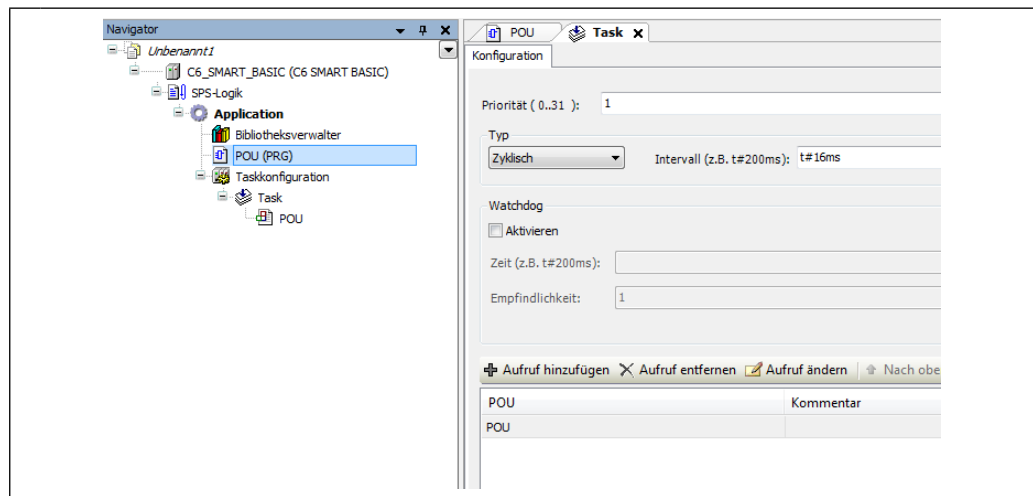 Navigator
Unbenannt1
C6_SMART_BASIC (C6 SMART BASIC)
SPS-Logik
Application
Bibliotheksverwalter
POU (PRG)
Taskkonfiguration
Task
POU
POU Task
Konfiguration
Priorität ( 0..31 ): 1
Typ
Zyklisch Intervall (z.B. t#200ms): t#16ms
Watchdog
Aktivieren
Zeit (z.B. t#200ms):
Empfindlichkeit: 1
Aufruf hinzufügen Aufruf entfernen Aufruf ändern Nach obe
POU Kommentar
POU